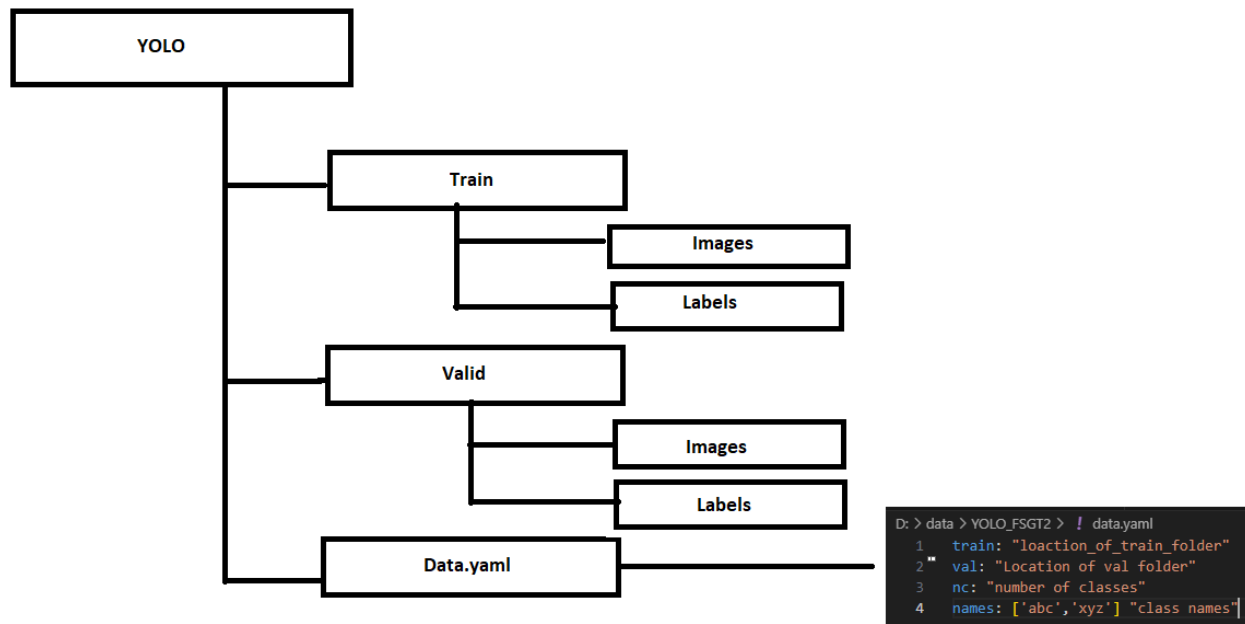 YOLO
Train
Images
Labels
Valid
Images
Labels
Data.yaml
D: > data > YOLO_FSGT2 > ! data.yaml
1 train: "loaction_of_train_folder"
2 val: "Location of val folder"
3 nc: "number of classes"
4 names: ['abc','xyz'] "class names"